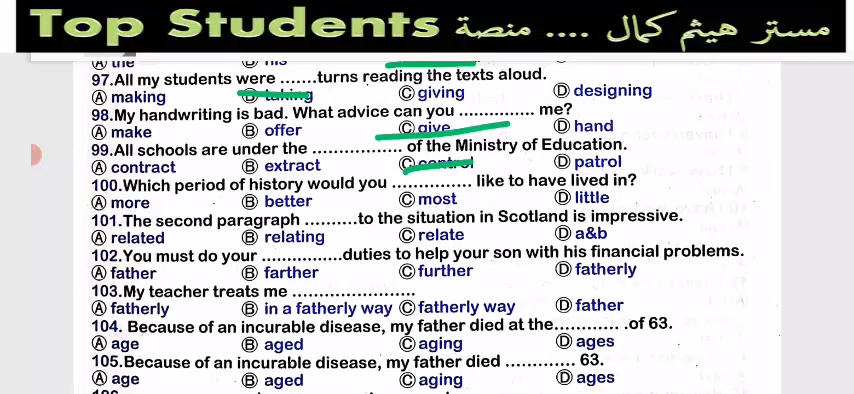 Top Students مستر هيثم كمال .... منصة
Ⓐ the Ⓑ his
97.All my students were .......turns reading the texts aloud.
Ⓐ making Ⓑ taking Ⓒ giving Ⓓ designing
98.My handwriting is bad. What advice can you .............. me?
Ⓐ make Ⓑ offer Ⓒ give Ⓓ hand
99.All schools are under the ................. of the Ministry of Education.
Ⓐ contract Ⓑ extract Ⓒ control Ⓓ patrol
100.Which period of history would you ............... like to have lived in?
Ⓐ more Ⓑ better Ⓒ most Ⓓ little
101.The second paragraph ..........to the situation in Scotland is impressive.
Ⓐ related Ⓑ relating Ⓒ relate Ⓓ a&b
102.You must do your ................duties to help your son with his financial problems.
Ⓐ father Ⓑ farther Ⓒ further Ⓓ fatherly
103.My teacher treats me .......................
Ⓐ fatherly Ⓑ in a fatherly way Ⓒ fatherly way Ⓓ father
104. Because of an incurable disease, my father died at the............ .of 63.
Ⓐ age Ⓑ aged Ⓒ aging Ⓓ ages
105.Because of an incurable disease, my father died ............. 63.
Ⓐ age Ⓑ aged Ⓒ aging Ⓓ ages